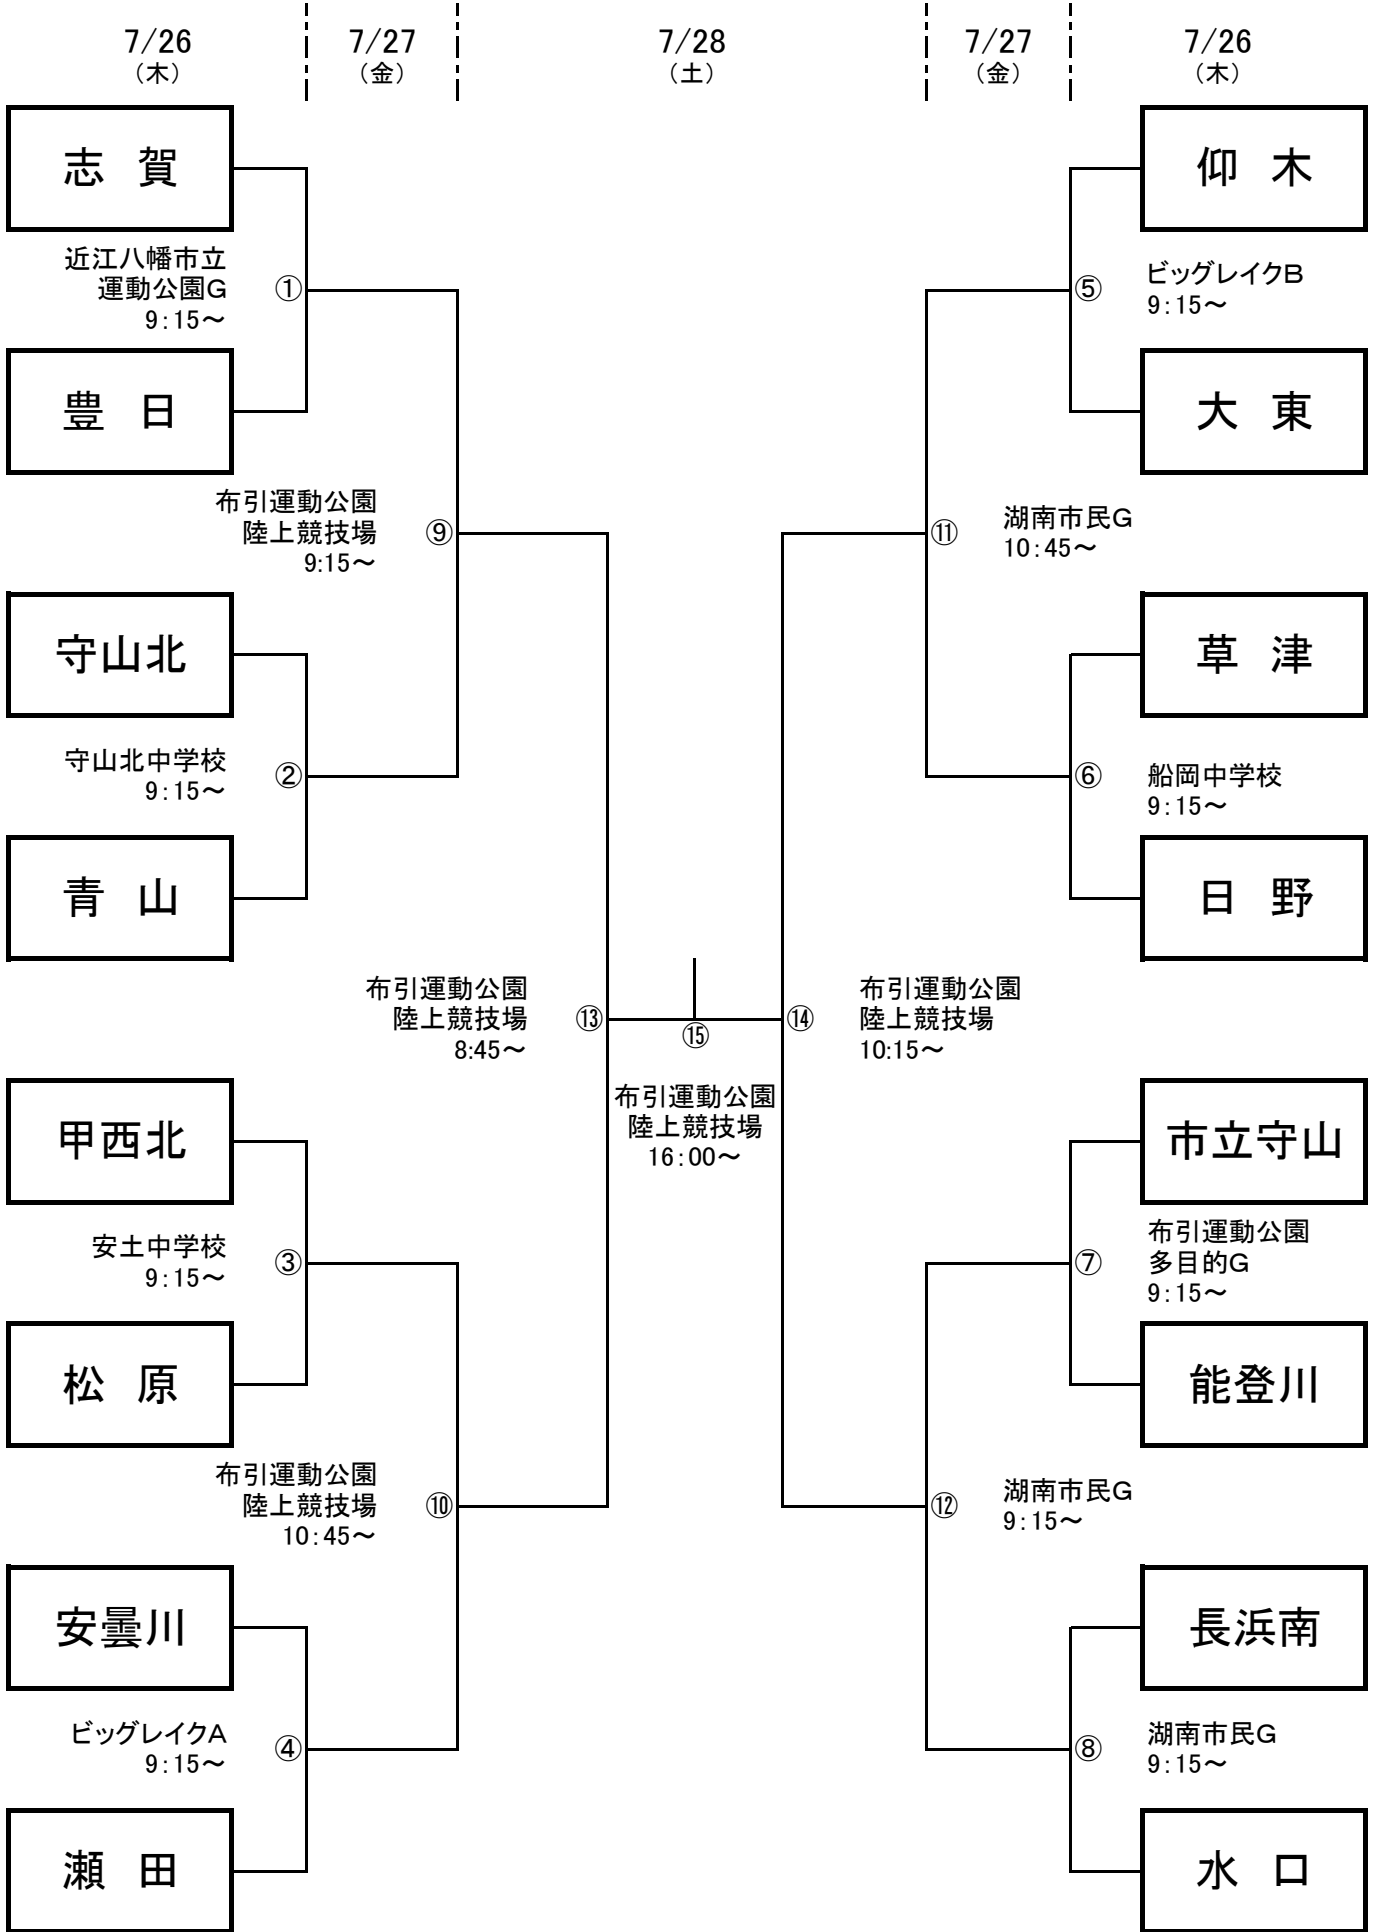 7/26 7/27 7/28 7/27 7/26
（木） （金） （土） （金） （木）
志　賀
近江八幡市立
運動公園G
9:15～
①
豊　日
布引運動公園
陸上競技場
9:15～
⑨
守山北
守山北中学校
9:15～
②
青　山
布引運動公園
陸上競技場
8:45～
⑬
甲西北
安土中学校
9:15～
③
松　原
布引運動公園
陸上競技場
10:45～
⑩
安曇川
ビッグレイクA
9:15～
④
瀬　田
⑮
布引運動公園
陸上競技場
16:00～
仰　木
⑤
ビッグレイクB
9:15～
大　東
⑪
湖南市民G
10:45～
草　津
⑥
船岡中学校
9:15～
日　野
⑭
布引運動公園
陸上競技場
10:15～
市立守山
⑦
布引運動公園
多目的G
9:15～
能登川
⑫
湖南市民G
9:15～
長浜南
⑧
湖南市民G
9:15～
水　口